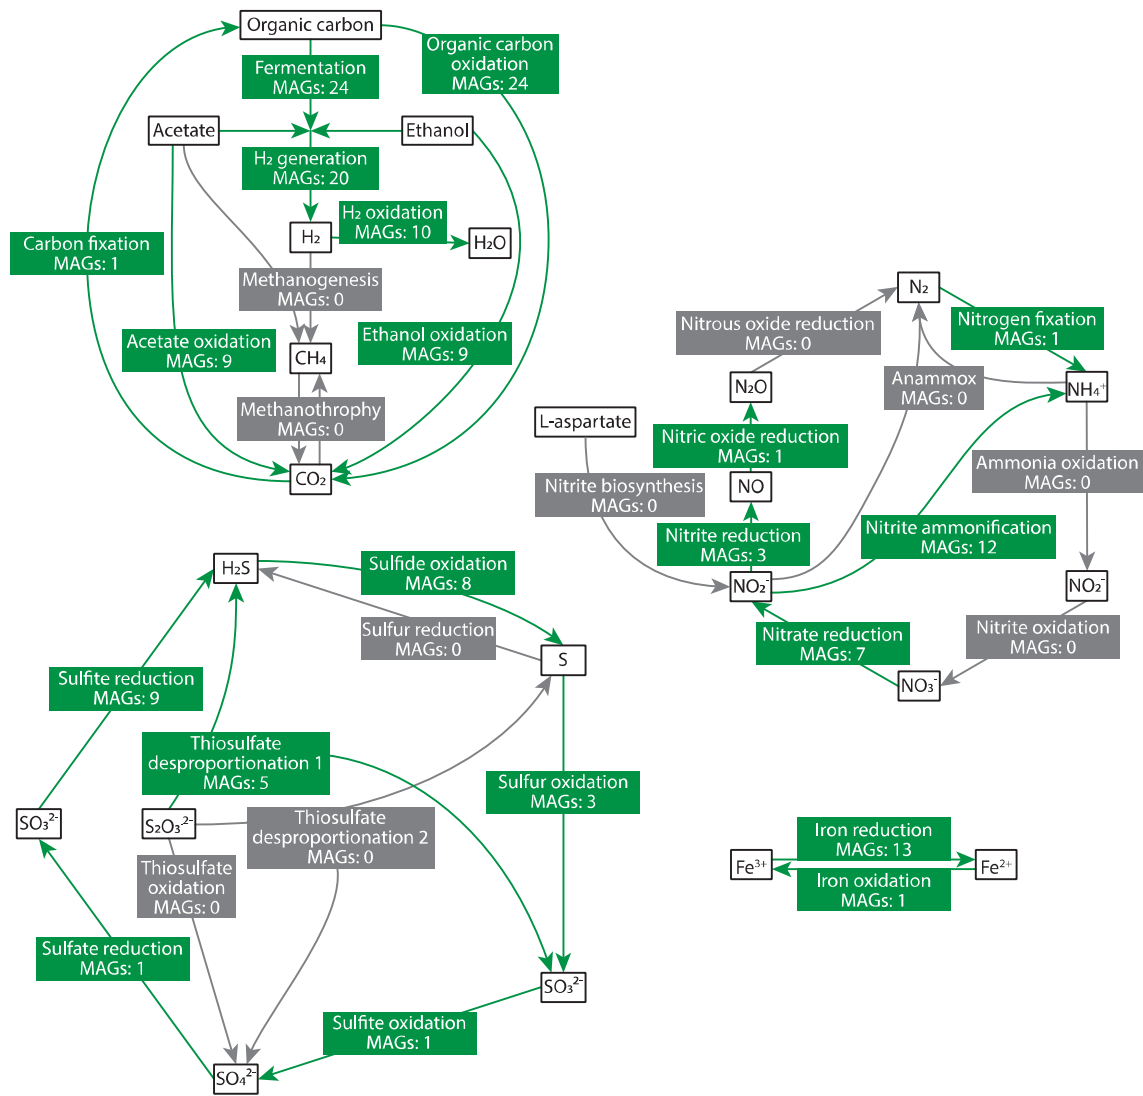 Organic carbon
Organic carbon
oxidation
MAGs: 24
Fermentation
MAGs: 24
Acetate
Ethanol
H₂ generation
MAGs: 20
H₂ oxidation
MAGs: 10
H₂
H₂O
Carbon fixation
MAGs: 1
Methanogenesis
MAGs: 0
Acetate oxidation
MAGs: 9
Ethanol oxidation
MAGs: 9
CH₄
Methanothrophy
MAGs: 0
CO₂
N₂
Nitrous oxide reduction
MAGs: 0
Nitrogen fixation
MAGs: 1
N₂O
Anammox
MAGs: 0
NH₄⁺
L-aspartate
Nitric oxide reduction
MAGs: 1
Ammonia oxidation
MAGs: 0
Nitrite biosynthesis
MAGs: 0
NO
Nitrite reduction
MAGs: 3
Nitrite ammonification
MAGs: 12
NO₂⁻
NO₂⁻
Nitrate reduction
MAGs: 7
Nitrite oxidation
MAGs: 0
NO₃⁻
H₂S
Sulfide oxidation
MAGs: 8
Sulfur reduction
MAGs: 0
S
Sulfite reduction
MAGs: 9
Thiosulfate
desproportionation 1
MAGs: 5
Sulfur oxidation
MAGs: 3
SO₃²⁻
S₂O₃²⁻
Thiosulfate
desproportionation 2
MAGs: 0
Thiosulfate
oxidation
MAGs: 0
Sulfate reduction
MAGs: 1
SO₃²⁻
Sulfite oxidation
MAGs: 1
SO₄²⁻
Iron reduction
MAGs: 13
Fe³⁺
Fe²⁺
Iron oxidation
MAGs: 1